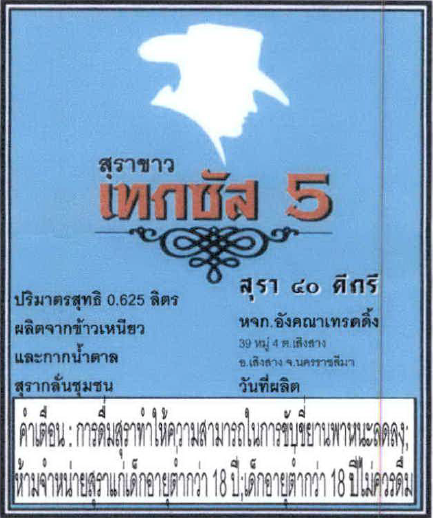 สุราขาว
เทกซัส 5
สุรา ๔๐ ดีกรี
ปริมาตรสุทธิ 0.625 ลิตร
ผลิตจากข้าวเหนียว
และกากน้ำตาล
สุรากลั่นชุมชน
หจก.อังคณาเทรดดิ้ง
39 หมู่ 4 ต.เสิงสาง
อ.เสิงสาง จ.นครราชสีมา
วันที่ผลิต
คำเตือน : การดื่มสุราทำให้ความสามารถในการขับขี่ยานพาหนะลดลง;
ห้ามจำหน่ายสุราแก่เด็กอายุต่ำกว่า 18 ปี;เด็กอายุต่ำกว่า 18 ปีไม่ควรดื่ม